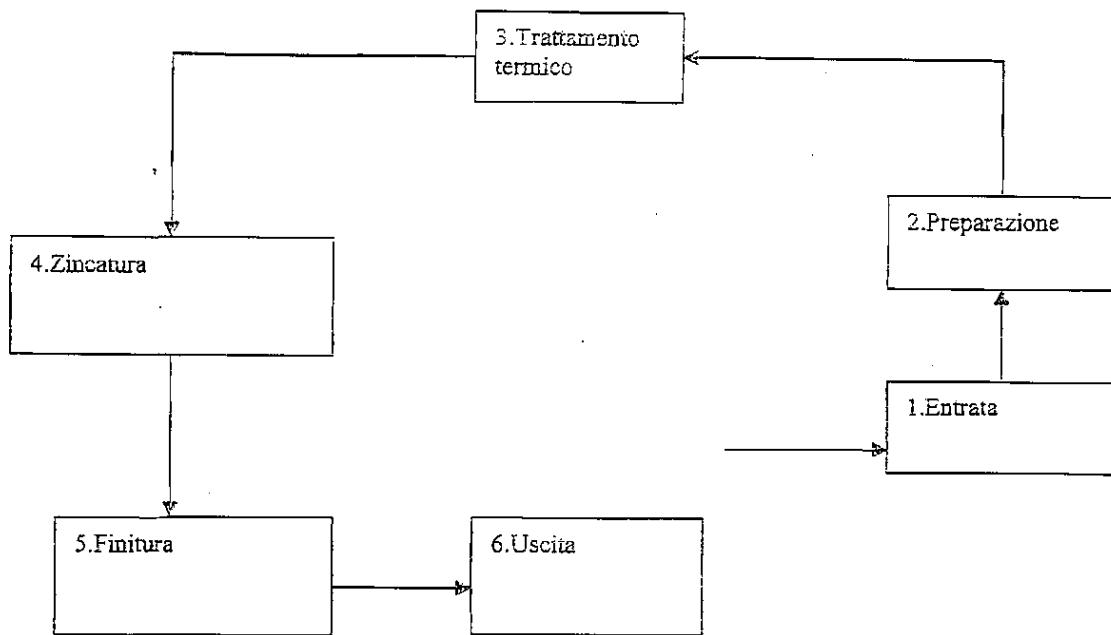 3.Trattamento
termico
2.Preparazione
4.Zincatura
1.Entrata
5.Finitura
6.Uscita